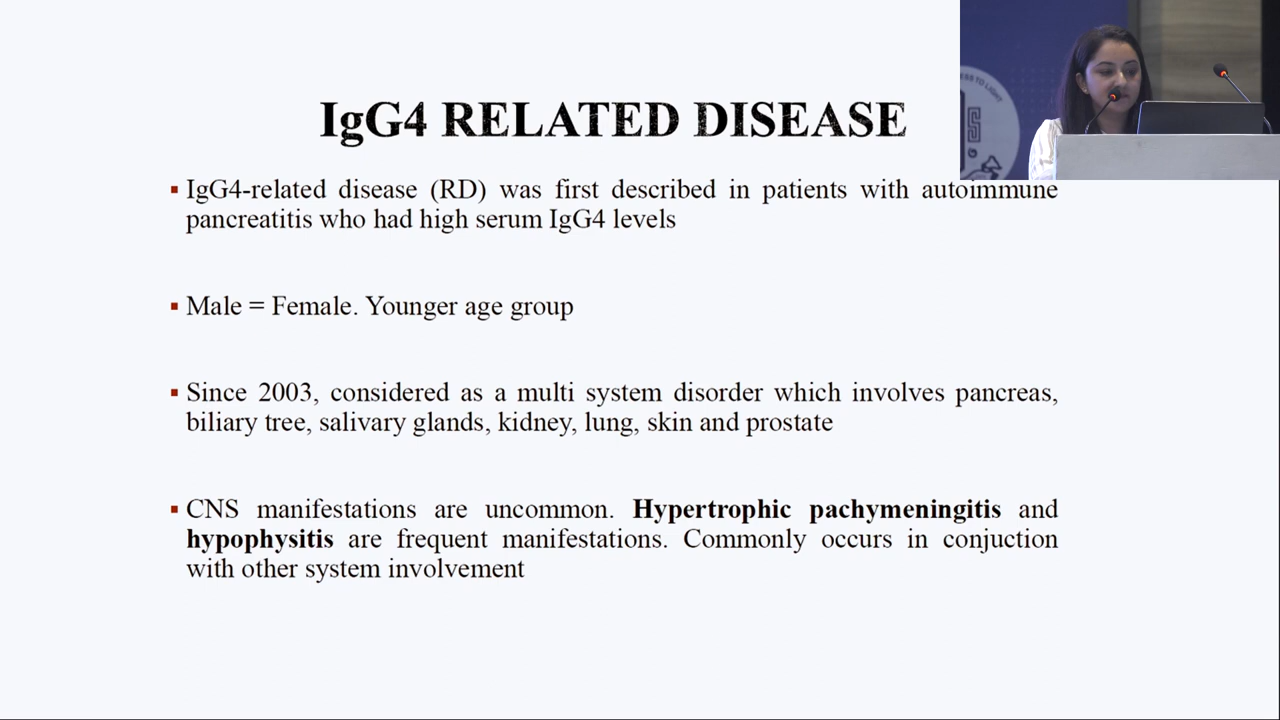 IgG4 RELATED DISEASE
▪ IgG4-related disease (RD) was first described in patients with autoimmune
pancreatitis who had high serum IgG4 levels
▪ Male = Female. Younger age group
▪ Since 2003, considered as a multi system disorder which involves pancreas,
biliary tree, salivary glands, kidney, lung, skin and prostate
▪ CNS manifestations are uncommon. Hypertrophic pachymeningitis and
hypophysitis are frequent manifestations. Commonly occurs in conjuction
with other system involvement
TO LIGHT